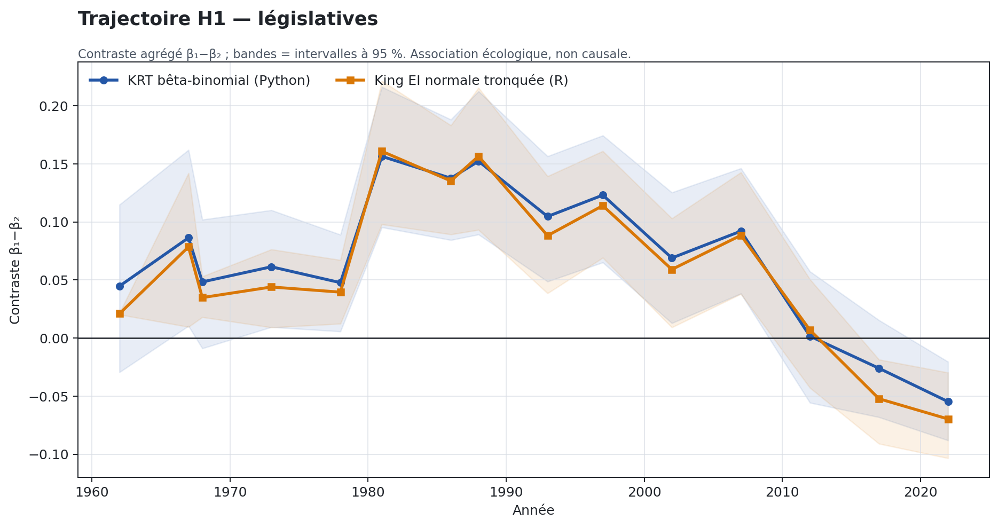 Trajectoire H1 — législatives
Contraste agrégé β₁−β₂ ; bandes = intervalles à 95 %. Association écologique, non causale.
KRT bêta-binomial (Python)
King EI normale tronquée (R)
Contraste β₁−β₂
0.20
0.15
0.10
0.05
0.00
−0.05
−0.10
1960 1970 1980 1990 2000 2010 2020
Année